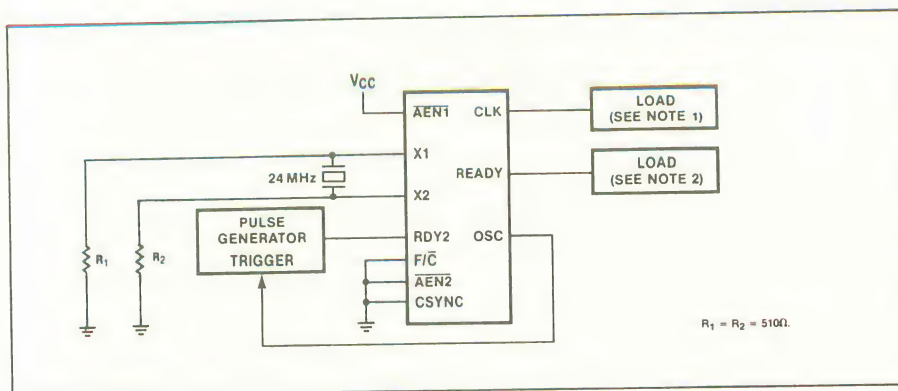 VCC
AEN1
CLK
LOAD
(SEE NOTE 1)
X1
24 MHz
READY
LOAD
(SEE NOTE 2)
X2
PULSE
GENERATOR
TRIGGER
RDY2
OSC
F/C̅
A̅E̅N̅2̅
CSYNC
R1
R2
R1 = R2 = 510Ω.